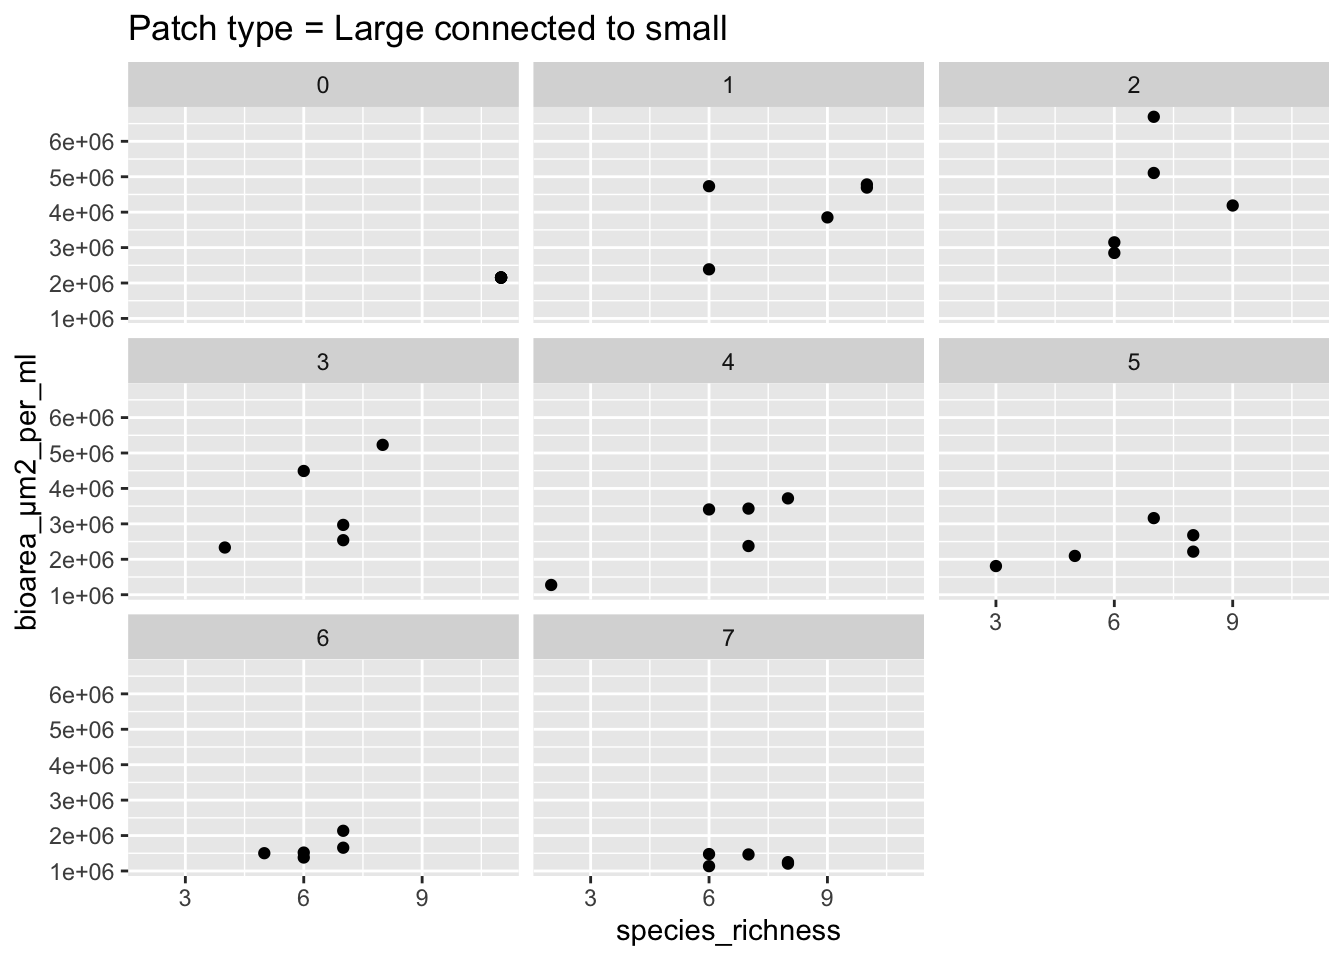 Patch type = Large connected to small
0 1 2
6e+06
5e+06
4e+06
3e+06
2e+06
1e+06
3 4 5
6e+06
5e+06
4e+06
3e+06
2e+06
1e+06
3 6 9
6 7
6e+06
5e+06
4e+06
3e+06
2e+06
1e+06
3 6 9 3 6 9
species_richness
bioarea_µm2_per_ml